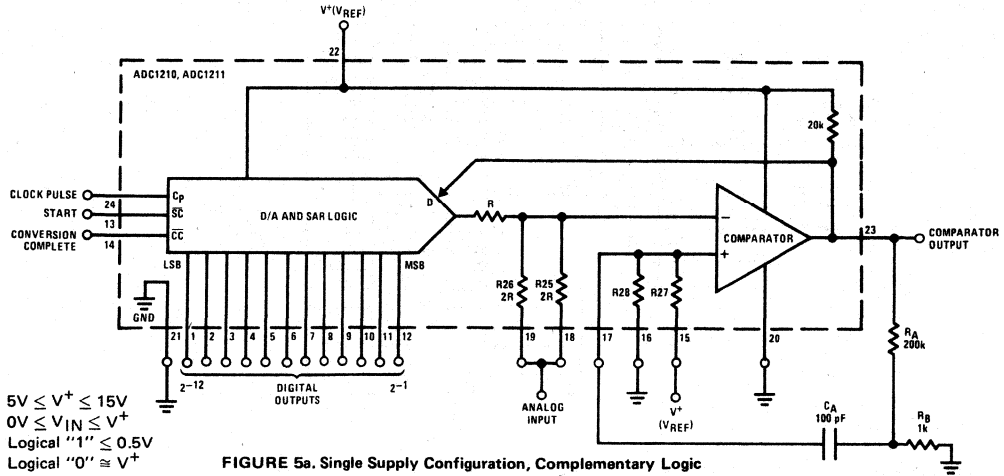 V⁺(VREF)
22
ADC1210, ADC1211
20k
CLOCK PULSE
24
CP
START
13
SC
CONVERSION
COMPLETE
14
CC
D/A AND SAR LOGIC
D
R
LSB
MSB
COMPARATOR
−
+
23
COMPARATOR
OUTPUT
R26
2R
R25
2R
R28
R27
GND
21
1
2
3
4
5
6
7
8
9
10
11
12
19
18
17
16
15
20
RA
200k
2⁻¹²
DIGITAL
OUTPUTS
2⁻¹
ANALOG
INPUT
V⁺
(VREF)
CA
100 pF
RB
1k
5V ≤ V⁺ ≤ 15V
0V ≤ VIN ≤ V⁺
Logical "1" ≤ 0.5V
Logical "0" ≅ V⁺
FIGURE 5a. Single Supply Configuration, Complementary Logic